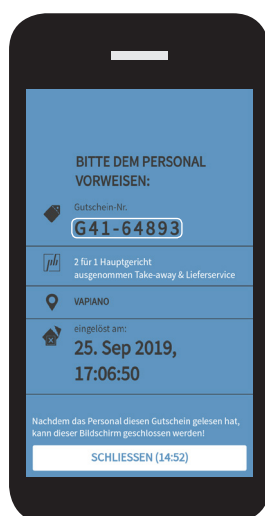 BITTE DEM PERSONAL
VORWEISEN:
Gutschein-Nr.
G41-64893
2 für 1 Hauptgericht
ausgenommen Take-away & Lieferservice
VAPIANO
eingelöst am:
25. Sep 2019,
17:06:50
Nachdem das Personal diesen Gutschein gelesen hat,
kann dieser Bildschirm geschlossen werden!
SCHLIESSEN (14:52)